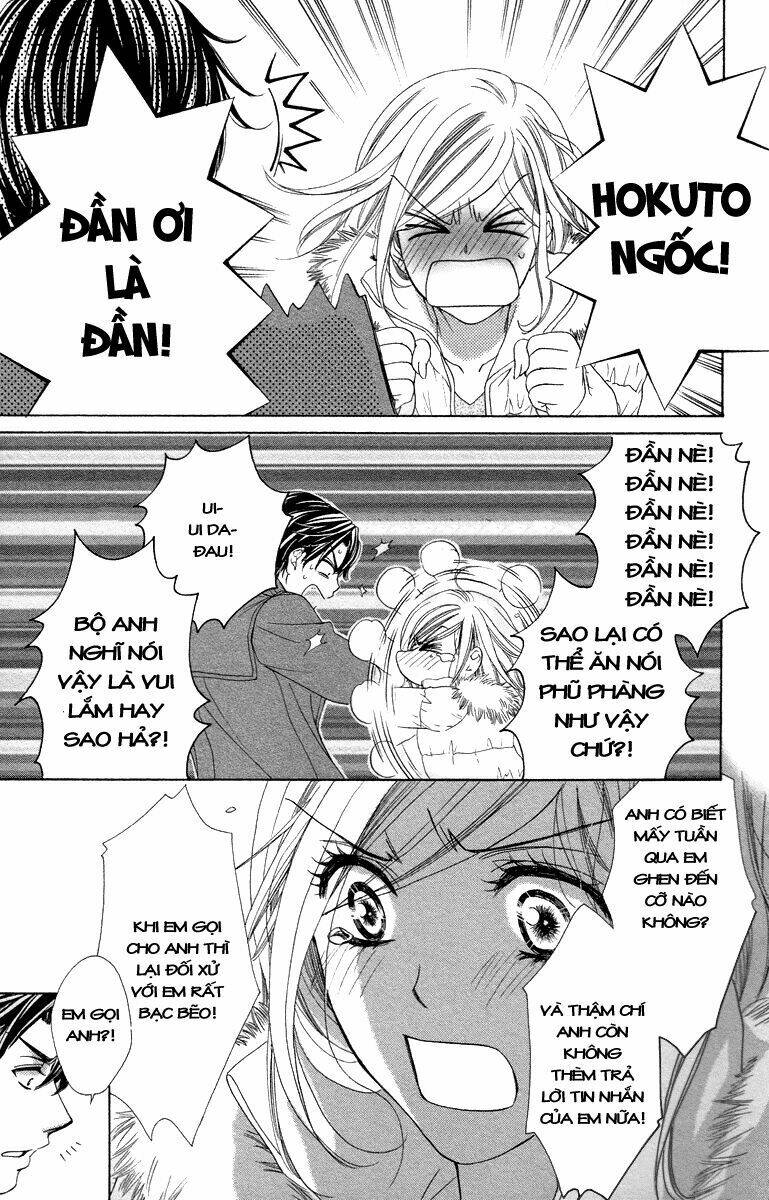 HOKUTO
NGỐC!
ĐẦN ƠI
LÀ
ĐẦN!
ĐẦN NÈ!
ĐẦN NÈ!
ĐẦN NÈ!
ĐẦN NÈ!
ĐẦN NÈ!
ĐẦN NÈ!
SAO LẠI CÓ
THỂ ĂN NÓI
PHŨ PHÀNG
NHƯ VẬY
CHỨ?!
UI-
UI DA-
ĐAU!
BỘ ANH
NGHĨ NÓI
VẬY LÀ VUI
LẮM HAY
SAO HẢ?!
ANH CÓ BIẾT
MẤY TUẦN
QUA EM
GHEN ĐẾN
CỠ NÀO
KHÔNG?
VÀ THẬM CHÍ
ANH CÒN
KHÔNG
THÈM TRẢ
LỜI TIN NHẮN
CỦA EM NỮA!
KHI EM GỌI
CHO ANH THÌ
LẠI ĐỐI XỬ
VỚI EM RẤT
BẠC BẼO!
EM GỌI
ANH?!